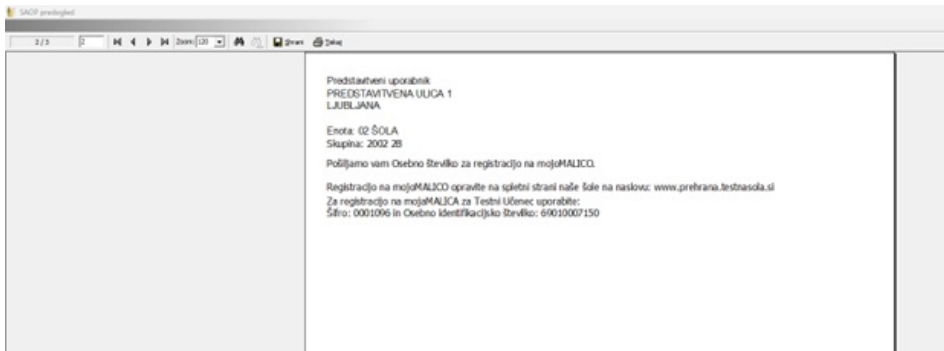 SAOP predogled
2 / 3 2 Zoom: 120 Shrani Tiskaj
Predstavitveni uporabnik
PREDSTAVITVENA ULICA 1
LJUBLJANA
Enota: 02 ŠOLA
Skupina: 2002 2B
Pošiljamo vam Osebno številko za registracijo na mojoMALICO.
Registracijo na mojoMALICO opravite na spletni strani naše šole na naslovu: www.prehrana.testnasola.si
Za registracijo na mojaMALICA za Testni Učenec uporabite:
Šifro: 0001096 in Osebno identifikacijsko številko: 69010007150